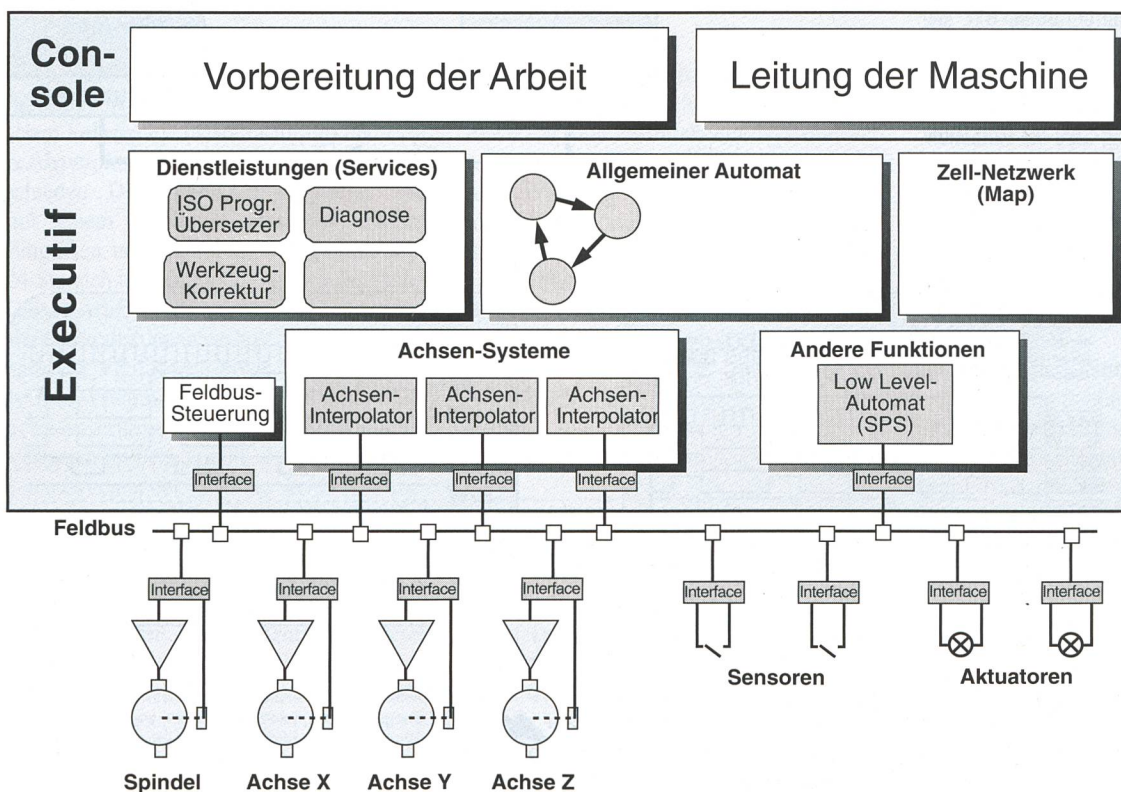 Con-
sole
Vorbereitung der Arbeit
Leitung der Maschine
Executif
Dienstleistungen (Services)
ISO Progr.
Übersetzer
Diagnose
Werkzeug-
Korrektur
Allgemeiner Automat
Zell-Netzwerk
(Map)
Feldbus-
Steuerung
Achsen-Systeme
Achsen-
Interpolator
Achsen-
Interpolator
Achsen-
Interpolator
Andere Funktionen
Low Level-
Automat
(SPS)
Interface
Interface
Interface
Interface
Interface
Feldbus
Interface
Interface
Interface
Interface
Interface
Interface
Interface
Interface
Sensoren
Aktuatoren
Spindel
Achse X
Achse Y
Achse Z